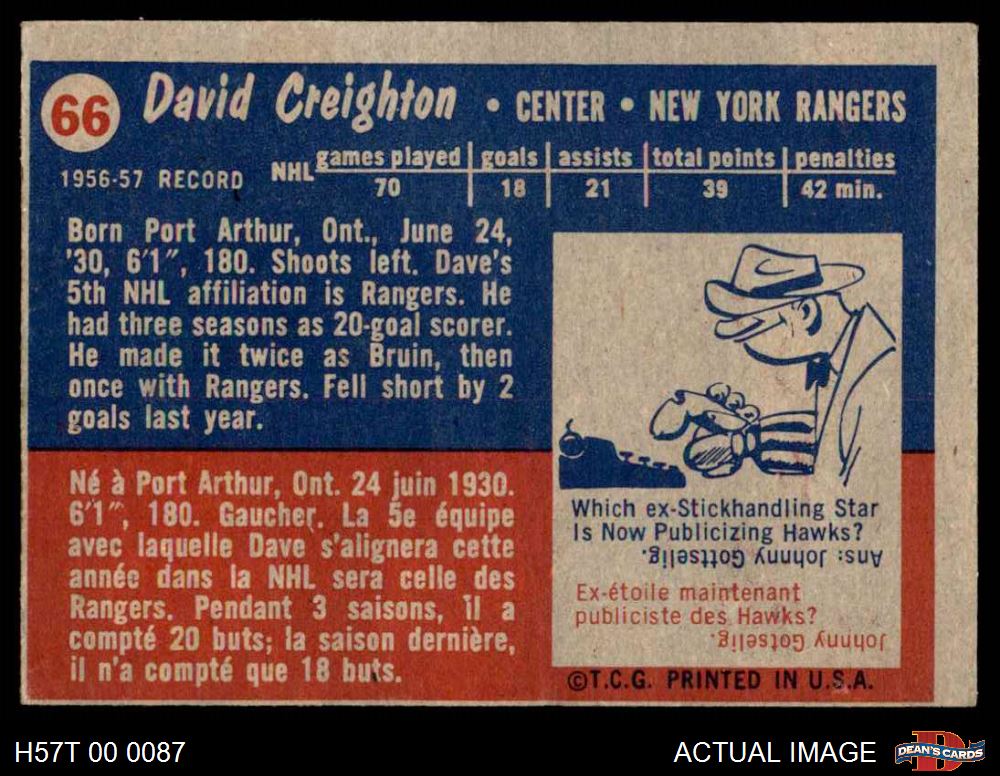 66 David Creighton • CENTER • NEW YORK RANGERS
1956-57 RECORD NHL games played goals assists total points penalties
70 18 21 39 42 min.
Born Port Arthur, Ont., June 24,
'30, 6'1", 180. Shoots left. Dave's
5th NHL affiliation is Rangers. He
had three seasons as 20-goal scorer.
He made it twice as Bruin, then
once with Rangers. Fell short by 2
goals last year.
Né à Port Arthur, Ont. 24 juin 1930.
6'1", 180. Gaucher. La 5e équipe
avec laquelle Dave s'alignera cette
année dans la NHL sera celle des
Rangers. Pendant 3 saisons, il a
compté 20 buts; la saison dernière,
il n'a compté que 18 buts.
Which ex-Stickhandling Star
Is Now Publicizing Hawks?
Ans: Johnny Gottselig.
Ex-étoile maintenant
publiciste des Hawks?
Johnny Gotselig.
©T.C.G. PRINTED IN U.S.A.
H57T 00 0087
ACTUAL IMAGE
DEAN'S CARDS